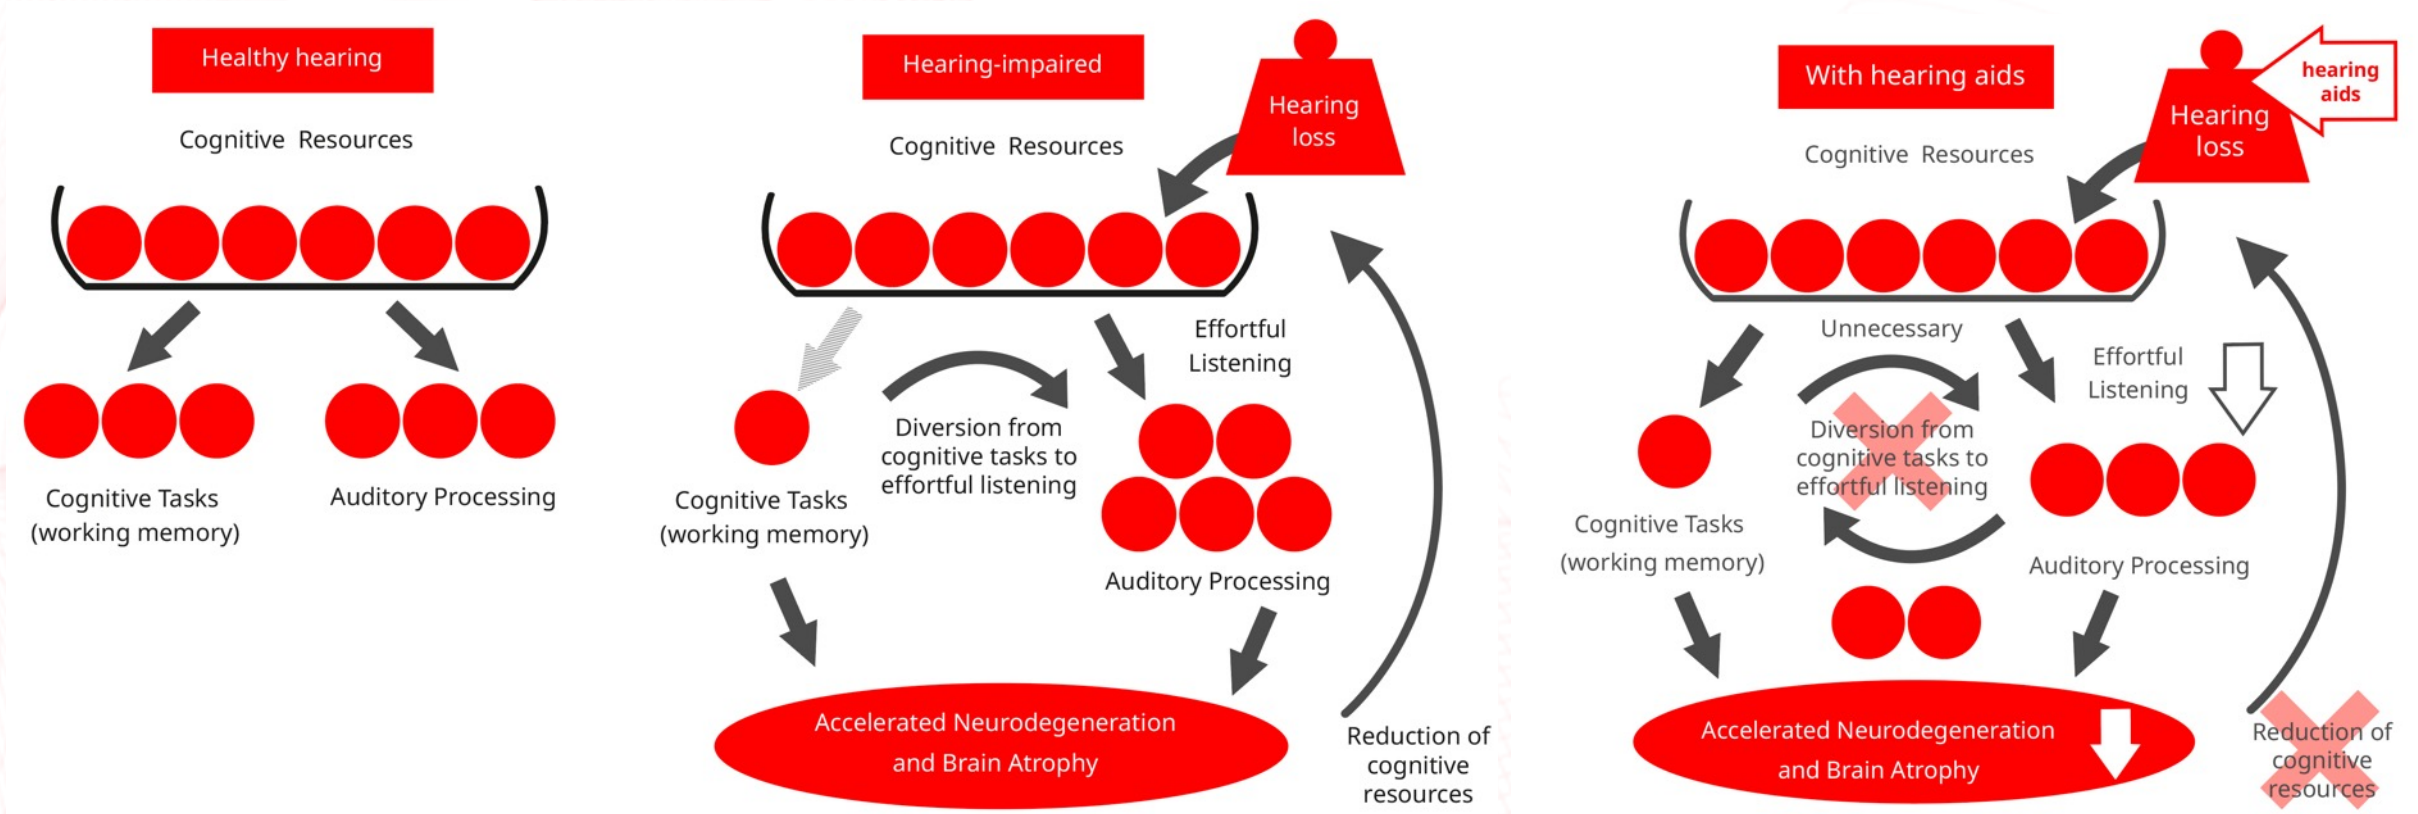 Healthy hearing
Cognitive Resources
Cognitive Tasks
(working memory)
Auditory Processing
Hearing-impaired
Hearing
loss
Cognitive Resources
Effortful
Listening
Diversion from
cognitive tasks to
effortful listening
Cognitive Tasks
(working memory)
Auditory Processing
Accelerated Neurodegeneration
and Brain Atrophy
Reduction of
cognitive
resources
With hearing aids
hearing
aids
Hearing
loss
Cognitive Resources
Unnecessary
Effortful
Listening
Diversion from
cognitive tasks to
effortful listening
Cognitive Tasks
(working memory)
Auditory Processing
Accelerated Neurodegeneration
and Brain Atrophy
Reduction of
cognitive
resources